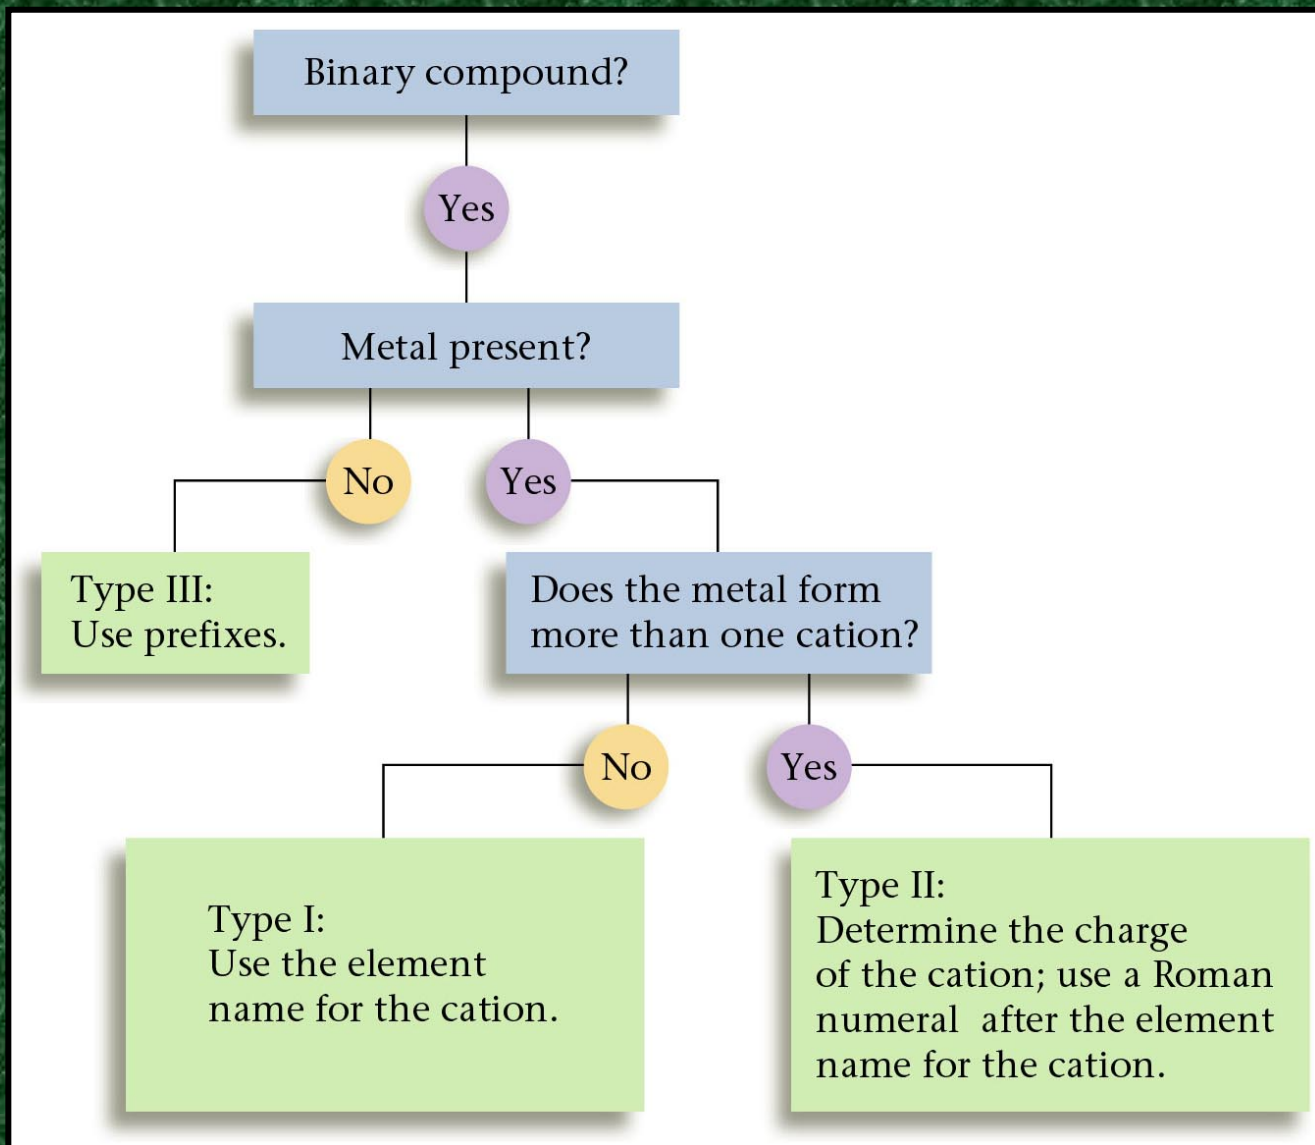 Binary compound?
Yes
Metal present?
No
Yes
Type III:
Use prefixes.
Does the metal form
more than one cation?
No
Yes
Type I:
Use the element
name for the cation.
Type II:
Determine the charge
of the cation; use a Roman
numeral  after the element
name for the cation.